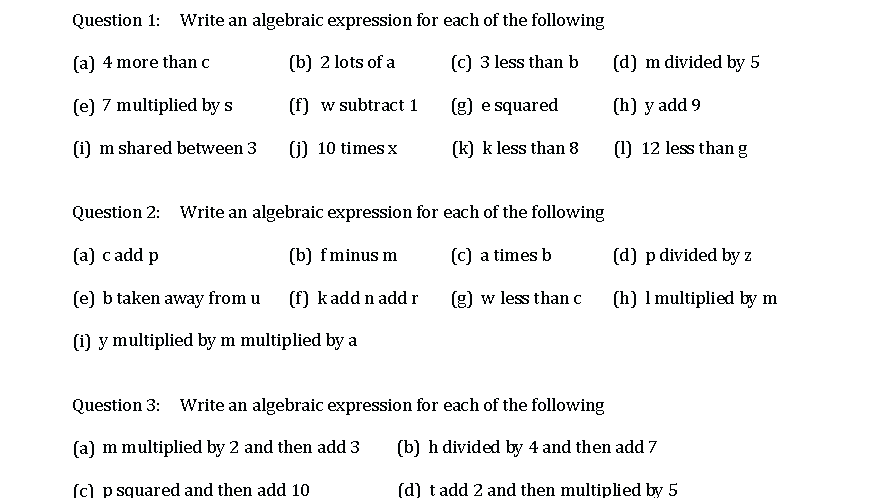 Question 1: Write an algebraic expression for each of the following
(a) 4 more than c (b) 2 lots of a (c) 3 less than b (d) m divided by 5
(e) 7 multiplied by s (f) w subtract 1 (g) e squared (h) y add 9
(i) m shared between 3 (j) 10 times x (k) k less than 8 (l) 12 less than g
Question 2: Write an algebraic expression for each of the following
(a) c add p (b) f minus m (c) a times b (d) p divided by z
(e) b taken away from u (f) k add n add r (g) w less than c (h) l multiplied by m
(i) y multiplied by m multiplied by a
Question 3: Write an algebraic expression for each of the following
(a) m multiplied by 2 and then add 3 (b) h divided by 4 and then add 7
(c) p squared and then add 10 (d) t add 2 and then multiplied by 5